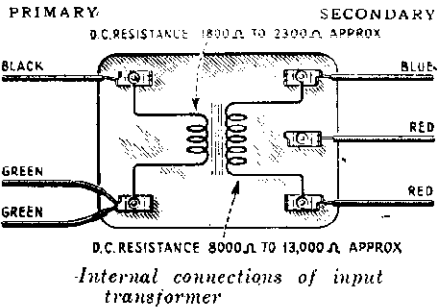 PRIMARY SECONDARY
D.C. RESISTANCE 1800Ω TO 2300Ω APPROX
BLACK BLUE
RED
GREEN RED
GREEN
D.C. RESISTANCE 8000Ω TO 13,000Ω APPROX
Internal connections of input
transformer